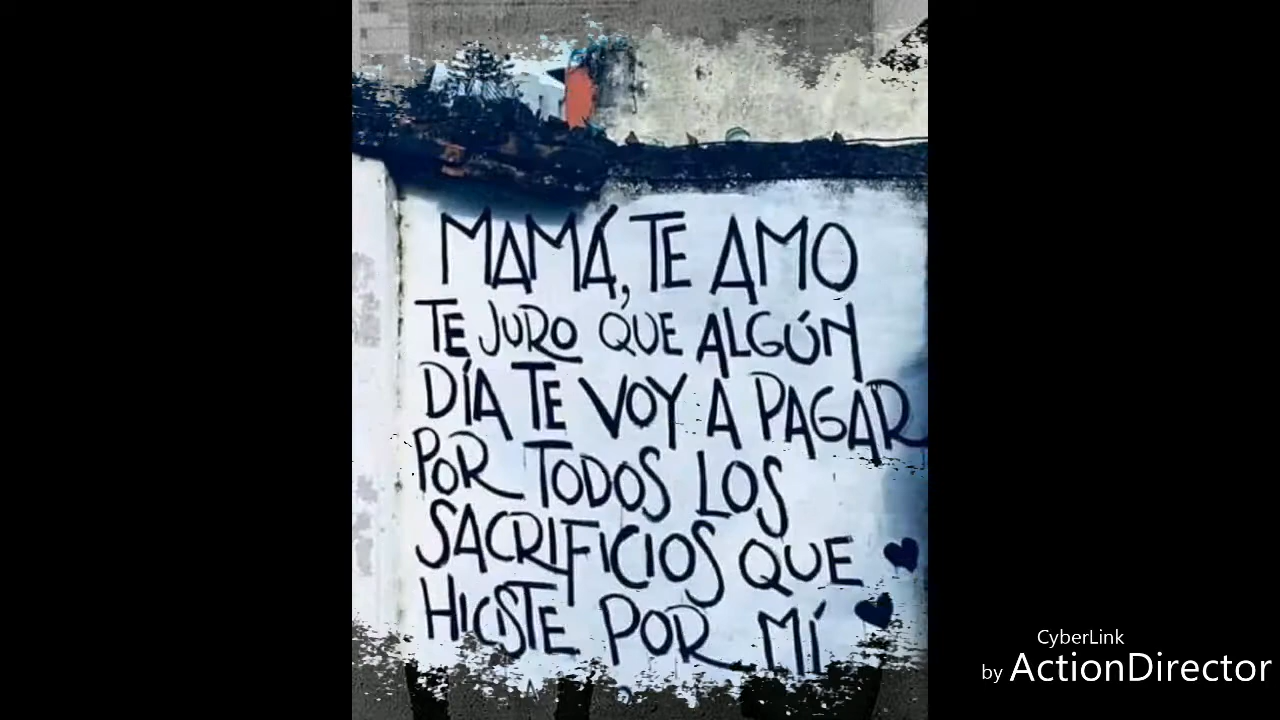 MAMÁ, TE AMO
TE JURO QUE ALGÚN
DÍA TE VOY A PAGAR
POR TODOS LOS
SACRIFICIOS QUE
HICISTE POR MÍ
CyberLink
by ActionDirector